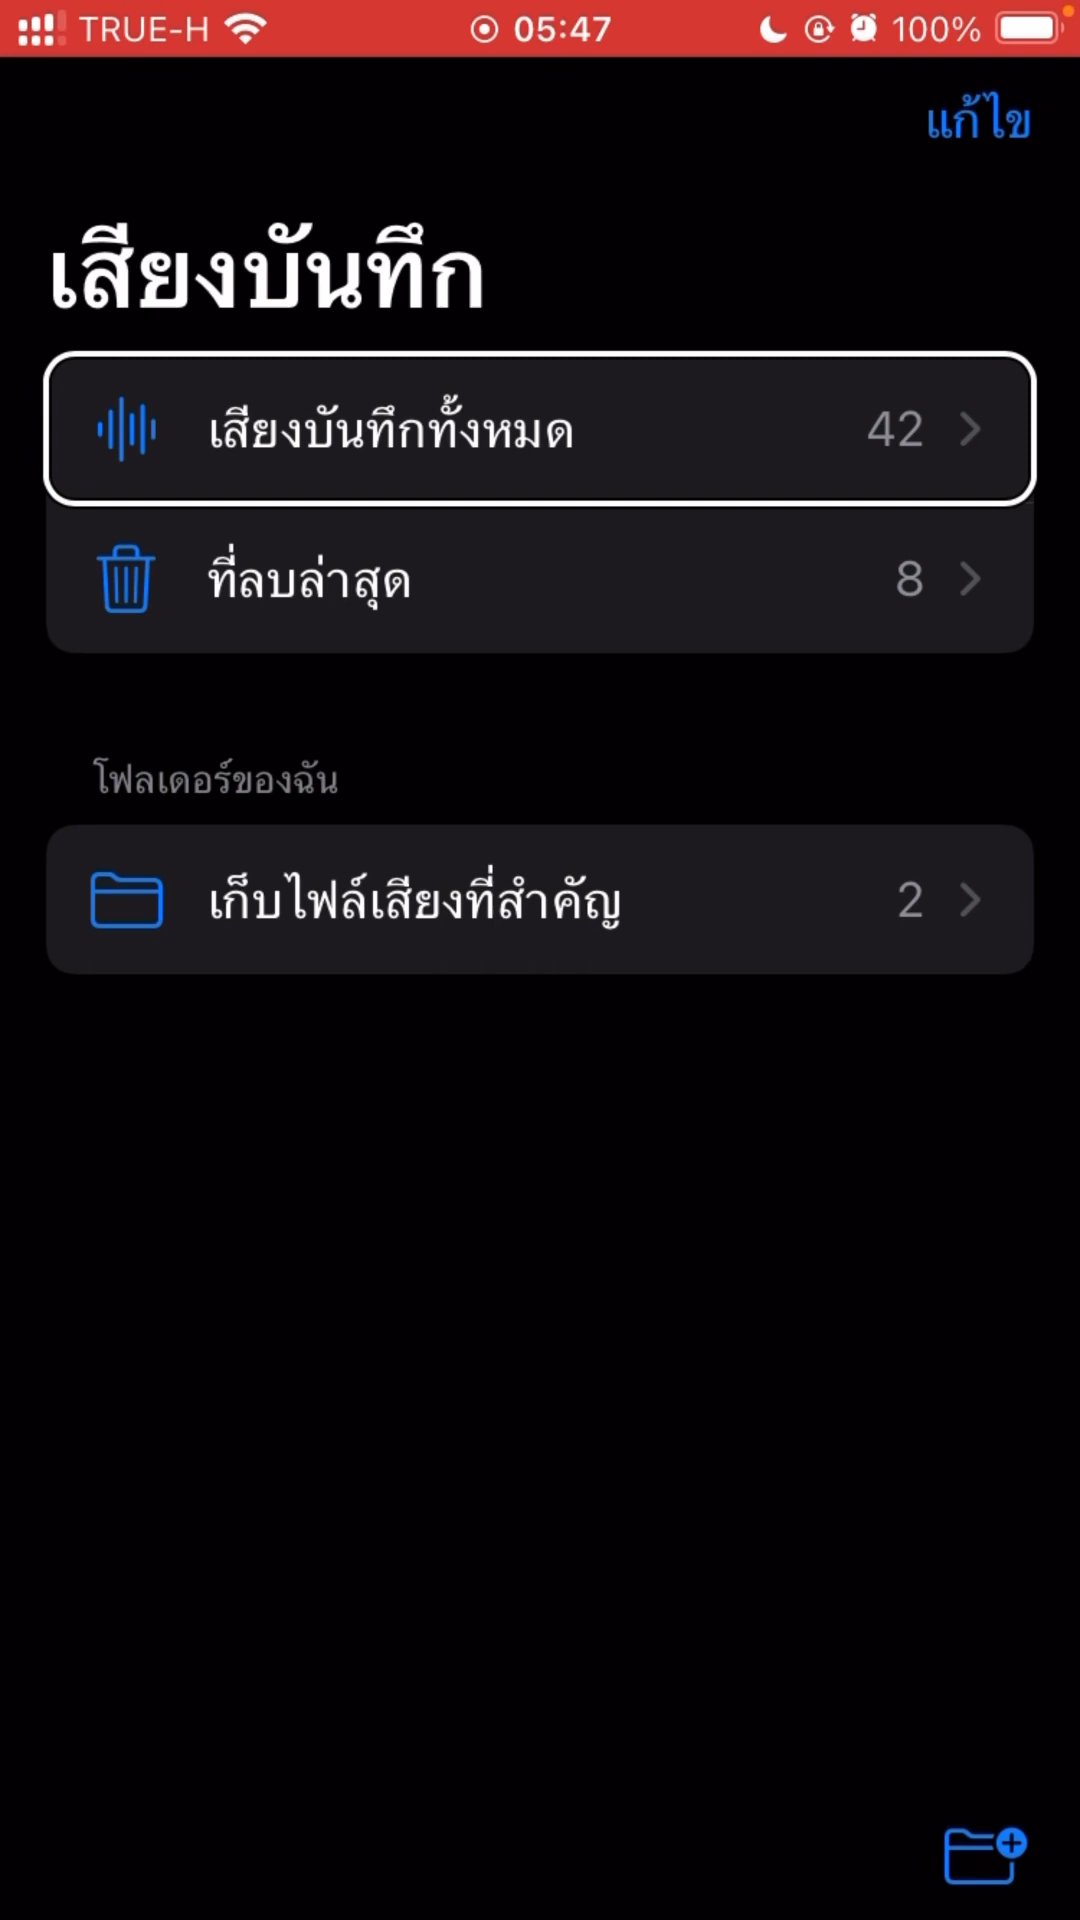 TRUE-H 05:47 100%
แก้ไข
เสียงบันทึก
เสียงบันทึกทั้งหมด 42
ที่ลบล่าสุด 8
โฟลเดอร์ของฉัน
เก็บไฟล์เสียงที่สำคัญ 2